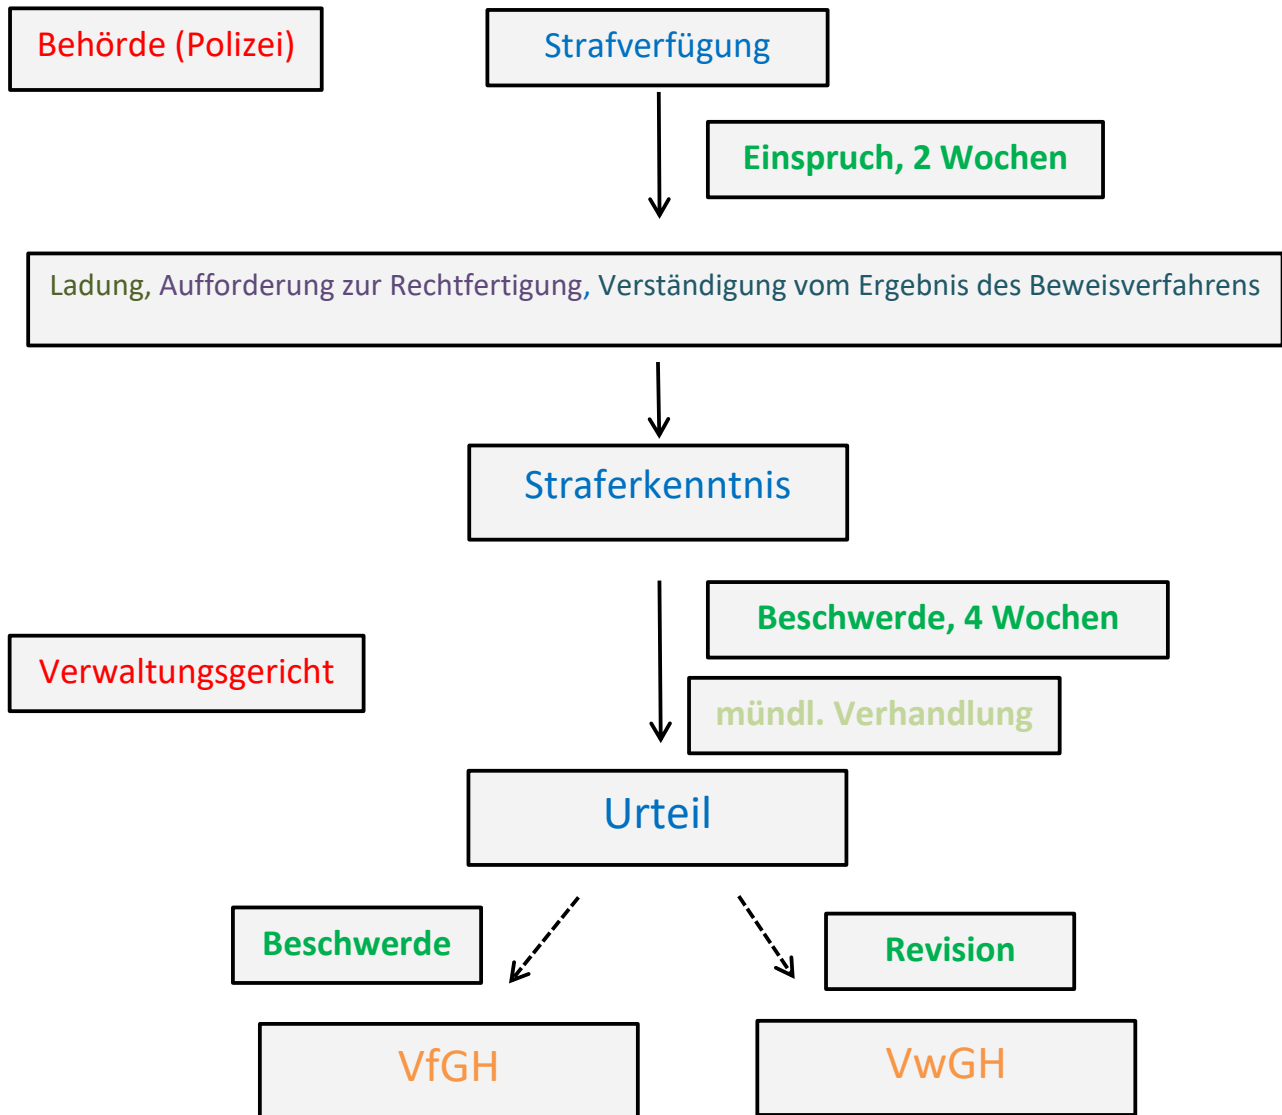 Behörde (Polizei)
Strafverfügung
Einspruch, 2 Wochen
Ladung, Aufforderung zur Rechtfertigung, Verständigung vom Ergebnis des Beweisverfahrens
Straferkenntnis
Beschwerde, 4 Wochen
Verwaltungsgericht
mündl. Verhandlung
Urteil
Beschwerde
Revision
VfGH
VwGH